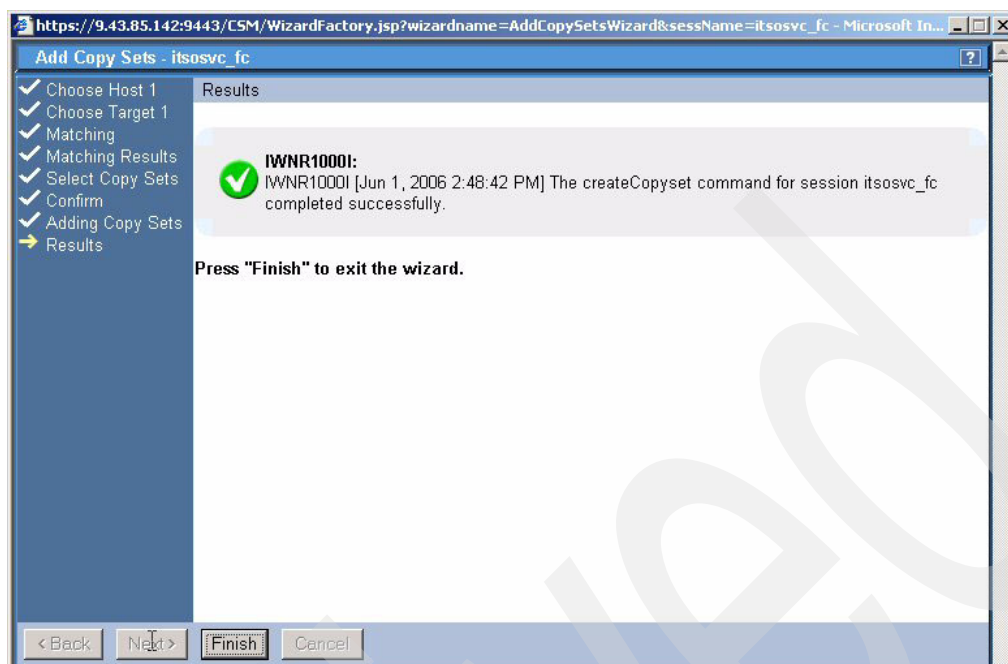 https://9.43.85.142:9443/CSM/WizardFactory.jsp?wizardname=AddCopySetsWizard&sessName=itsosvc_fc - Microsoft In...
Add Copy Sets - itsosvc_fc
?
Choose Host 1
Choose Target 1
Matching
Matching Results
Select Copy Sets
Confirm
Adding Copy Sets
Results
Results
IWNR1000I:
IWNR1000I [Jun 1, 2006 2:48:42 PM] The createCopyset command for session itsosvc_fc
completed successfully.
Press "Finish" to exit the wizard.
< Back
Next >
Finish
Cancel